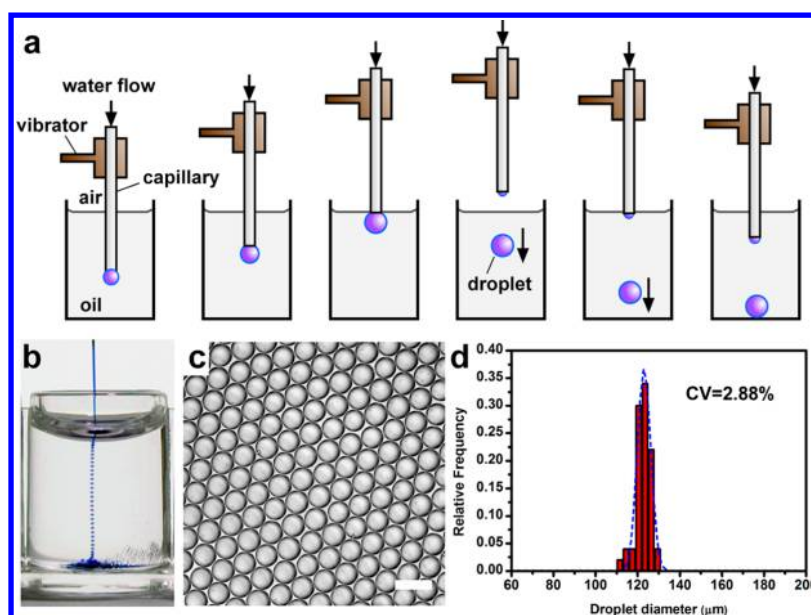 a
water flow
vibrator
capillary
air
oil
droplet
b
c
d
CV=2.88%
Relative Frequency
0.40
0.35
0.30
0.25
0.20
0.15
0.10
0.05
0.00
60 80 100 120 140 160 180 200
Droplet diameter (μm)